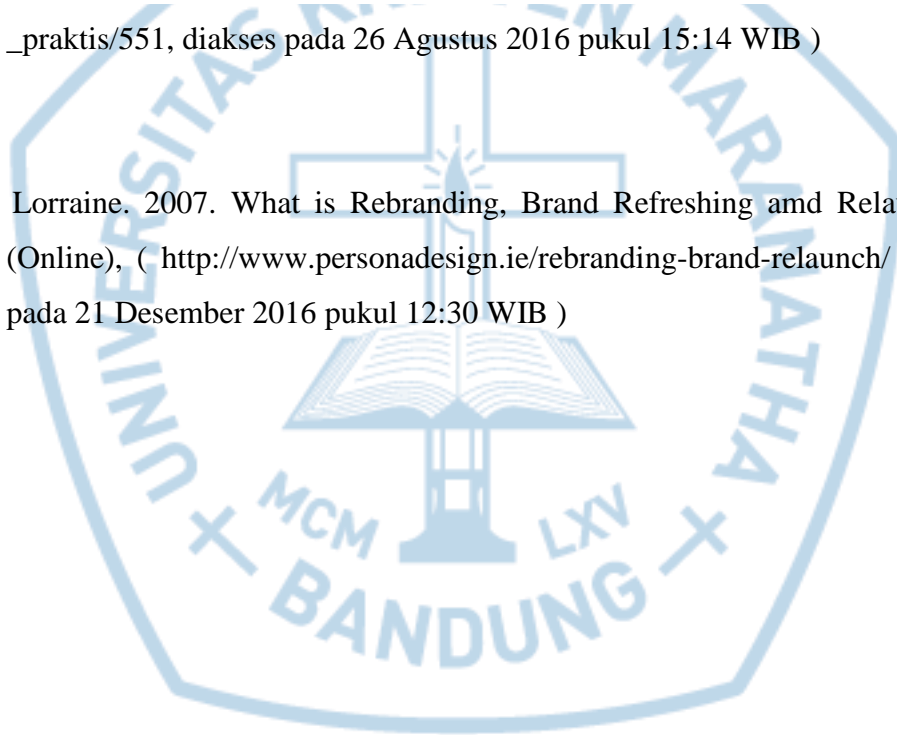 _praktis/551, diakses pada 26 Agustus 2016 pukul 15:14 WIB )
Lorraine. 2007. What is Rebranding, Brand Refreshing amd Rela
(Online), ( http://www.personadesign.ie/rebranding-brand-relaunch/
pada 21 Desember 2016 pukul 12:30 WIB )
UNIVERSITAS KRISTEN MARANATHA
MCM LXV
BANDUNG